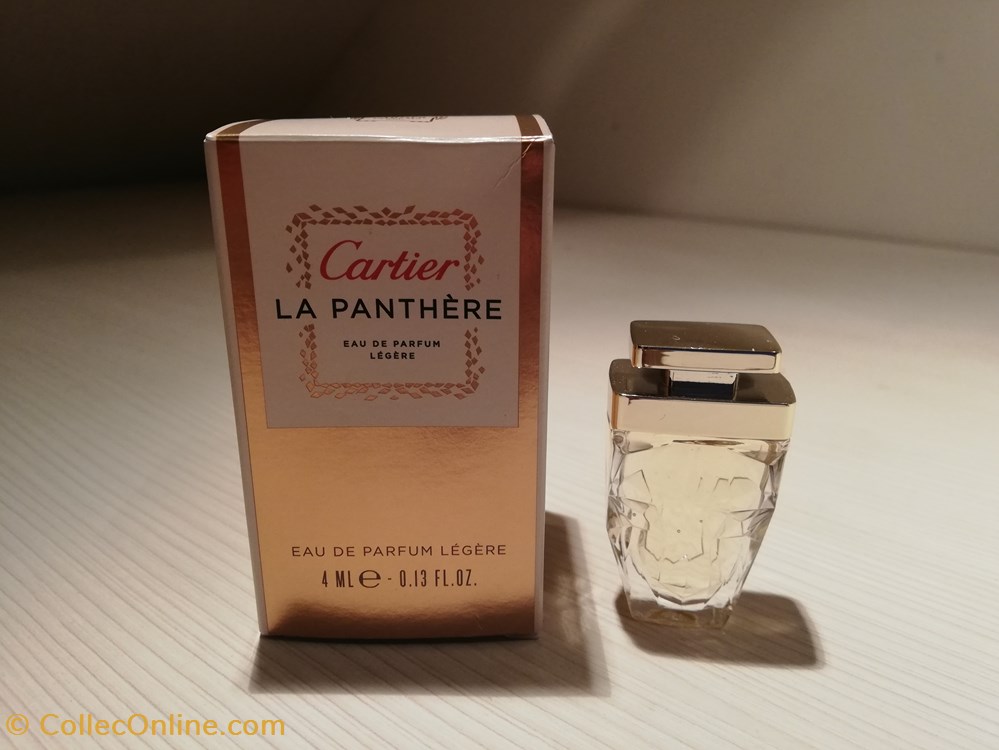 Cartier
LA PANTHÈRE
EAU DE PARFUM
LÉGÈRE
EAU DE PARFUM LÉGÈRE
4 ML ℮ - 0.13 FL.OZ.
© CollecOnline.com